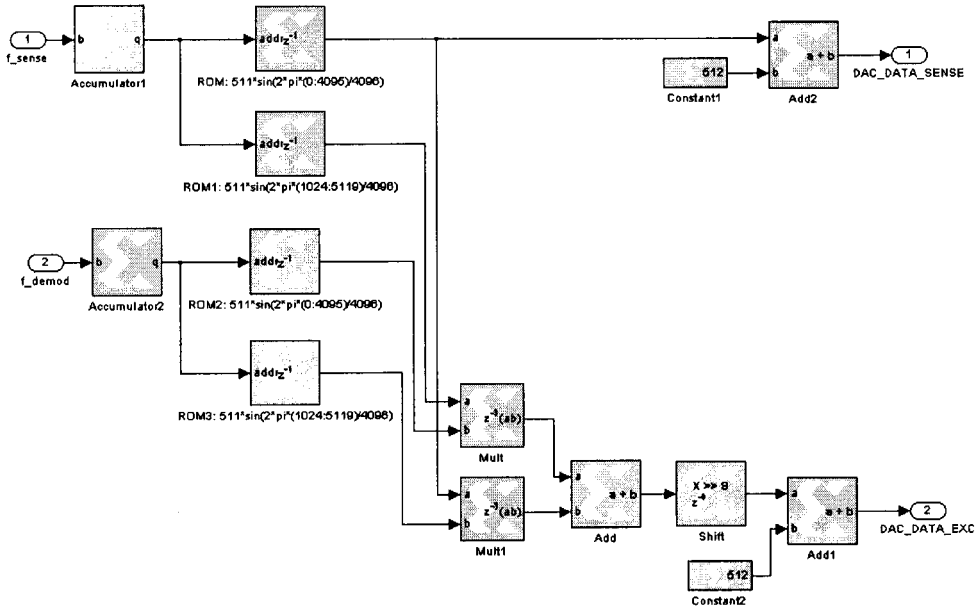 1
f_sense
b
q
Accumulator1
addr z⁻¹
ROM: 511*sin(2*pi*(0:4095)/4096)
addr z⁻¹
ROM1: 511*sin(2*pi*(1024:5119)/4096)
512
Constant1
a
b
a + b
Add2
1
DAC_DATA_SENSE
2
f_demod
b
q
Accumulator2
addr z⁻¹
ROM2: 511*sin(2*pi*(0:4095)/4096)
addr z⁻¹
ROM3: 511*sin(2*pi*(1024:5119)/4096)
a
b
z⁻³(ab)
Mult
a
b
z⁻³(ab)
Mult1
a
b
a + b
Add
X >> 9
Shift
512
Constant2
a
b
a + b
Add1
2
DAC_DATA_EXC